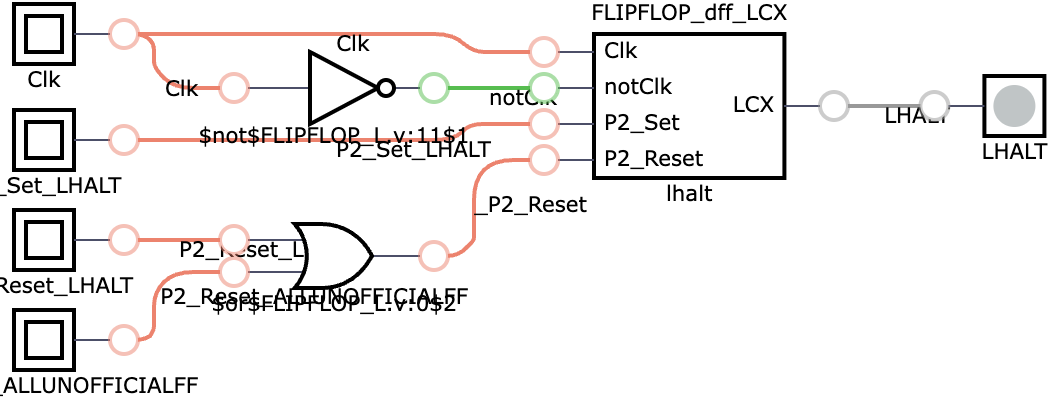 FLIPFLOP_dff_LCX
Clk
Clk
Clk
Clk
notClk
notClk
LCX
LHALT
LHALT
$not$FLIPFLOP_L.v:11$1
P2_Set_LHALT
P2_Set
P2_Reset
lhalt
_Set_LHALT
_P2_Reset
P2_Reset_L
Reset_LHALT
P2_Reset_ALLUNOFFICIALFF
$or$FLIPFLOP_L.v:6$2
_ALLUNOFFICIALFF